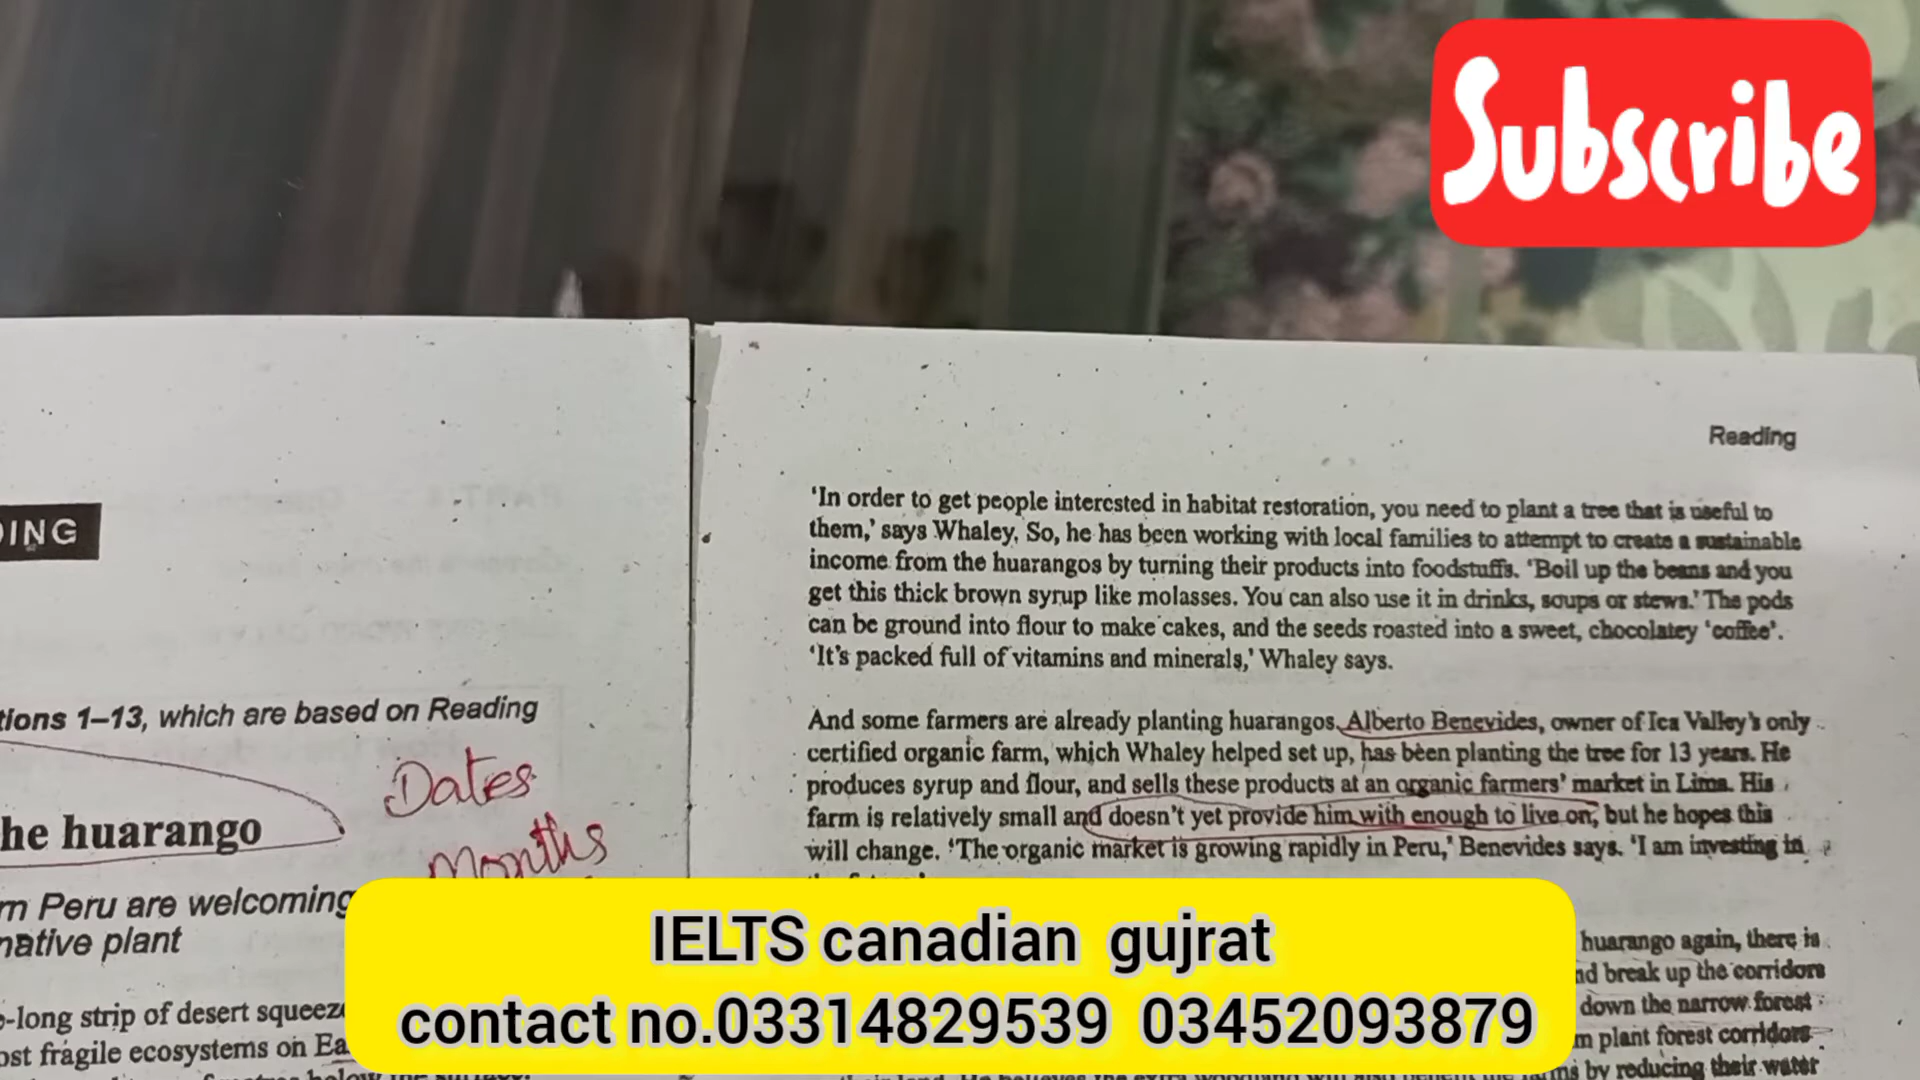 Subscribe
DING
tions 1–13, which are based on Reading
Dates
Months
he huarango
m Peru are welcoming
native plant
-long strip of desert squeez
ost fragile ecosystems on Ea
Reading
‘In order to get people interested in habitat restoration, you need to plant a tree that is useful to
them,’ says Whaley. So, he has been working with local families to attempt to create a sustainable
income from the huarangos by turning their products into foodstuffs. ‘Boil up the beans and you
get this thick brown syrup like molasses. You can also use it in drinks, soups or stews.’ The pods
can be ground into flour to make cakes, and the seeds roasted into a sweet, chocolatey ‘coffee’.
‘It’s packed full of vitamins and minerals,’ Whaley says.
And some farmers are already planting huarangos. Alberto Benevides, owner of Ica Valley’s only
certified organic farm, which Whaley helped set up, has been planting the tree for 13 years. He
produces syrup and flour, and sells these products at an organic farmers’ market in Lima. His
farm is relatively small and doesn’t yet provide him with enough to live on, but he hopes this
will change. ‘The organic market is growing rapidly in Peru,’ Benevides says. ‘I am investing in
huarango again, there is
nd break up the corridors
down the narrow forest
m plant forest corridors
ms by reducing their water
IELTS canadian gujrat
contact no.03314829539 03452093879